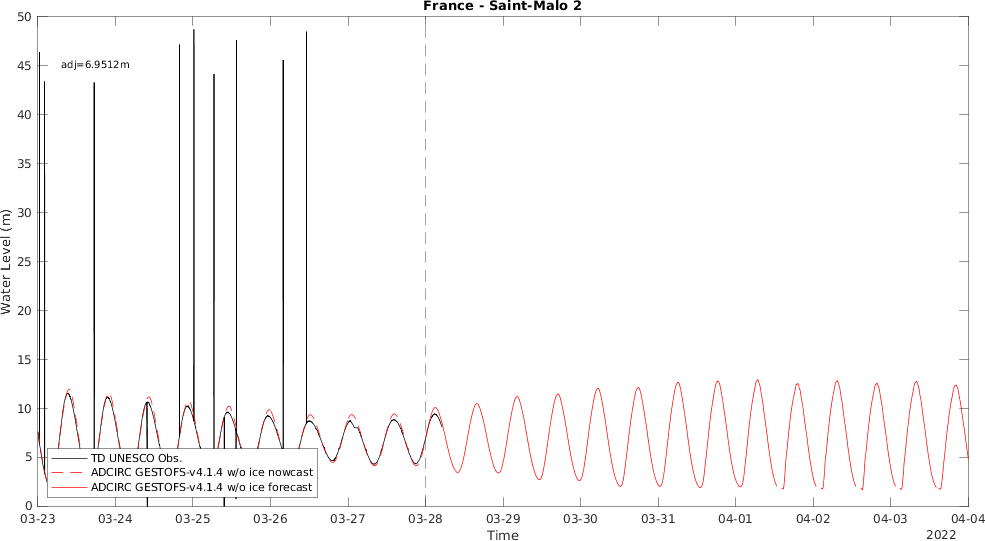 France - Saint-Malo 2
50
45
40
35
30
25
20
15
10
5
0
Water Level (m)
adj=6.9512m
TD UNESCO Obs.
ADCIRC GESTOFS-v4.1.4 w/o ice nowcast
ADCIRC GESTOFS-v4.1.4 w/o ice forecast
03-23 03-24 03-25 03-26 03-27 03-28 03-29 03-30 03-31 04-01 04-02 04-03 04-04
Time
2022